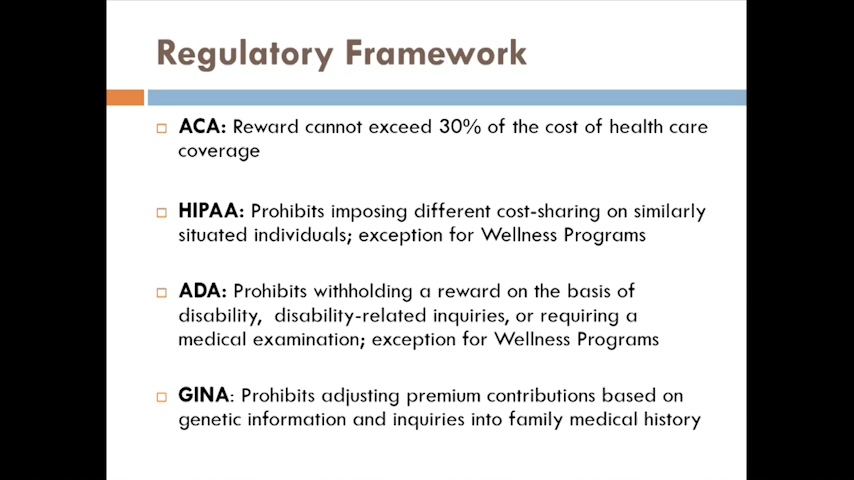 Regulatory Framework
ACA: Reward cannot exceed 30% of the cost of health care
coverage
HIPAA: Prohibits imposing different cost-sharing on similarly
situated individuals; exception for Wellness Programs
ADA: Prohibits withholding a reward on the basis of
disability, disability-related inquiries, or requiring a
medical examination; exception for Wellness Programs
GINA: Prohibits adjusting premium contributions based on
genetic information and inquiries into family medical history